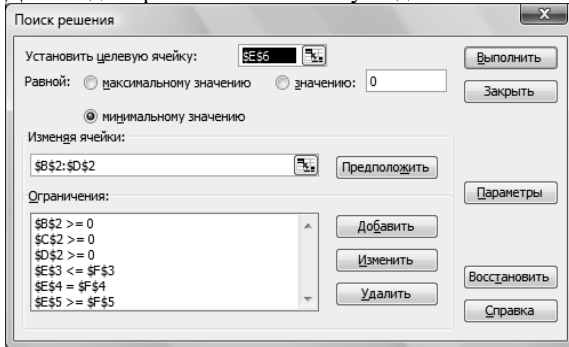 Поиск решения
Установить целевую ячейку: $E$6
Выполнить
Равной: максимальному значению значению: 0
Закрыть
минимальному значению
Изменяя ячейки:
$B$2:$D$2
Предположить
Ограничения:
Параметры
$B$2 >= 0
$C$2 >= 0
$D$2 >= 0
$E$3 <= $F$3
$E$4 = $F$4
$E$5 >= $F$5
Добавить
Изменить
Удалить
Восстановить
Справка